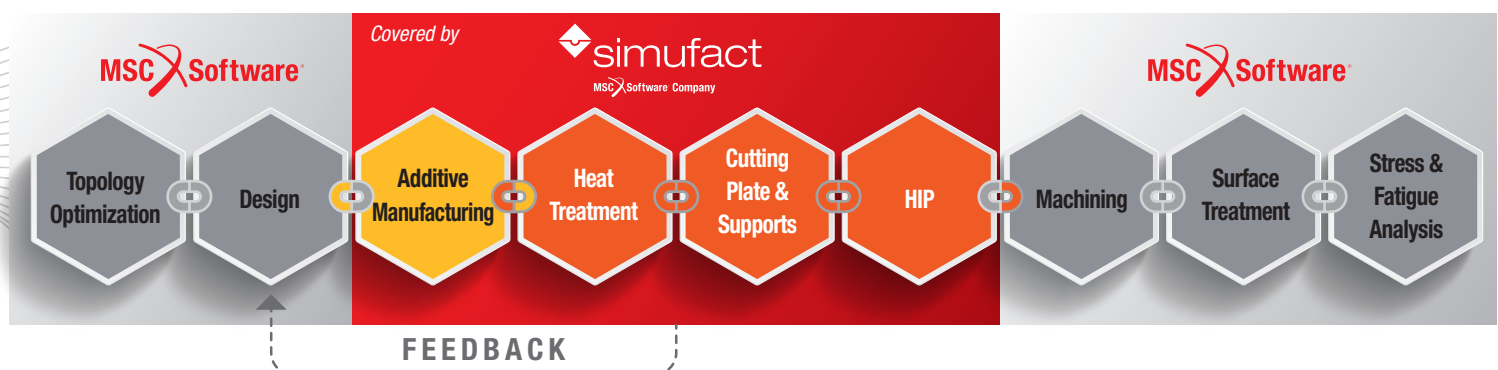 MSC Software
Covered by
simufact
MSC Software Company
MSC Software
Topology
Optimization
Design
Additive
Manufacturing
Heat
Treatment
Cutting
Plate &
Supports
HIP
Machining
Surface
Treatment
Stress &
Fatigue
Analysis
FEEDBACK